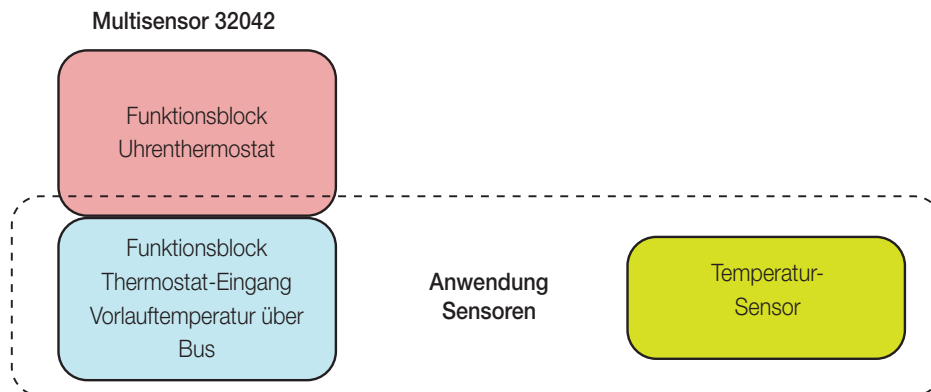 Multisensor 32042
Funktionsblock
Uhrenthermostat
Funktionsblock
Thermostat-Eingang
Vorlauftemperatur über
Bus
Anwendung
Sensoren
Temperatur-
Sensor